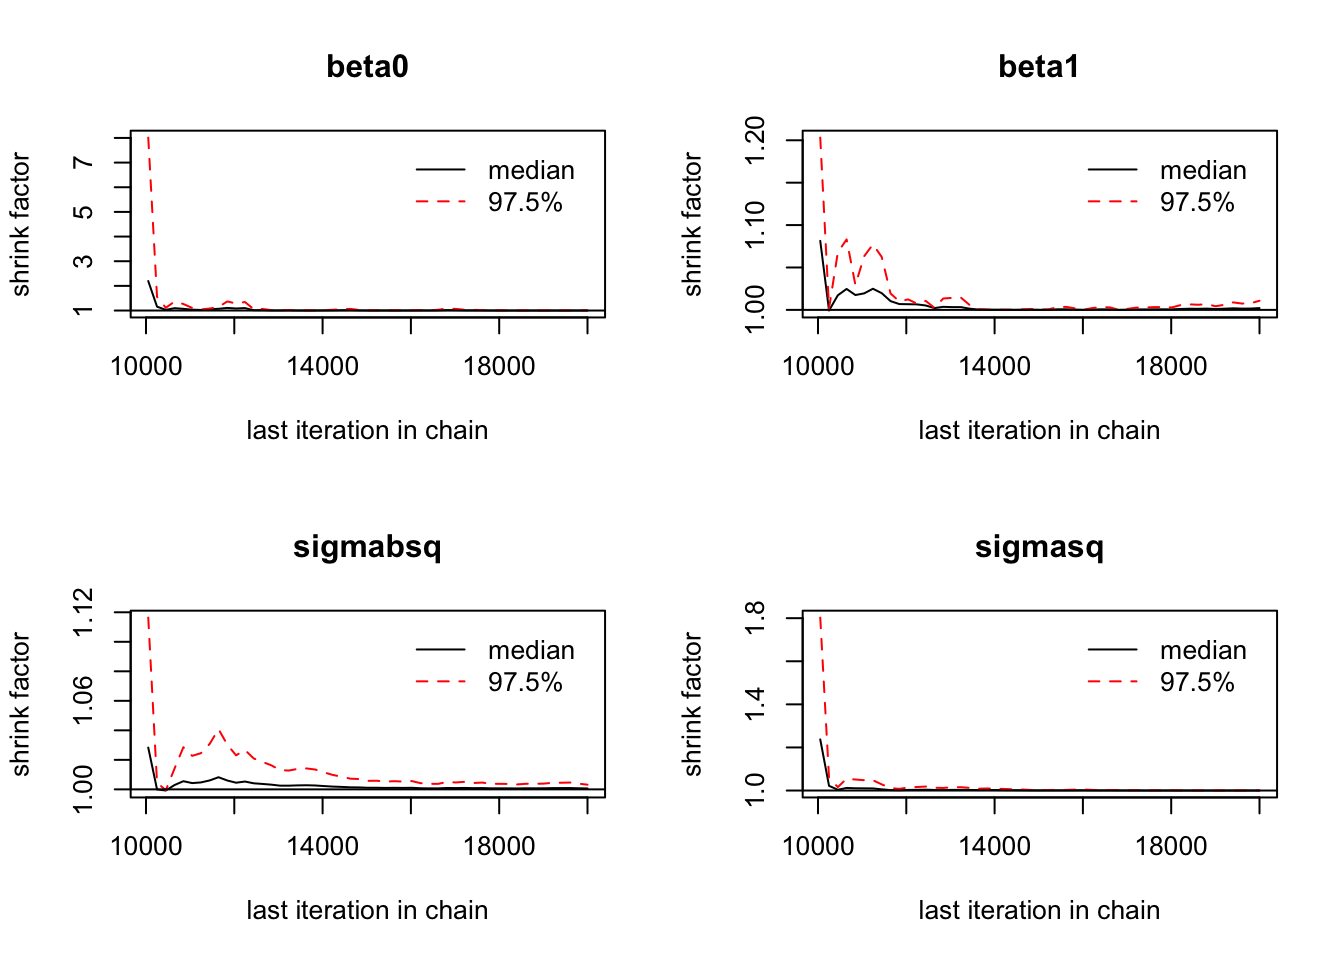 beta0
shrink factor
1 3 5 7
median
97.5%
10000 14000 18000
last iteration in chain
beta1
shrink factor
1.00 1.10 1.20
median
97.5%
10000 14000 18000
last iteration in chain
sigmabsq
shrink factor
1.00 1.06 1.12
median
97.5%
10000 14000 18000
last iteration in chain
sigmasq
shrink factor
1.0 1.4 1.8
median
97.5%
10000 14000 18000
last iteration in chain